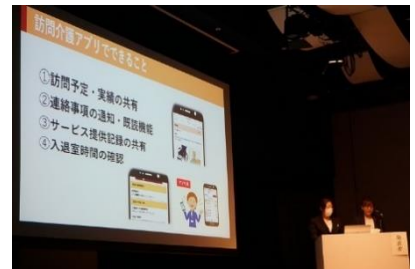 訪問介護アプリでできること
①訪問予定・実績の共有
②連絡事項の通知・既読機能
③サービス提供記録の共有
④入退室時間の確認